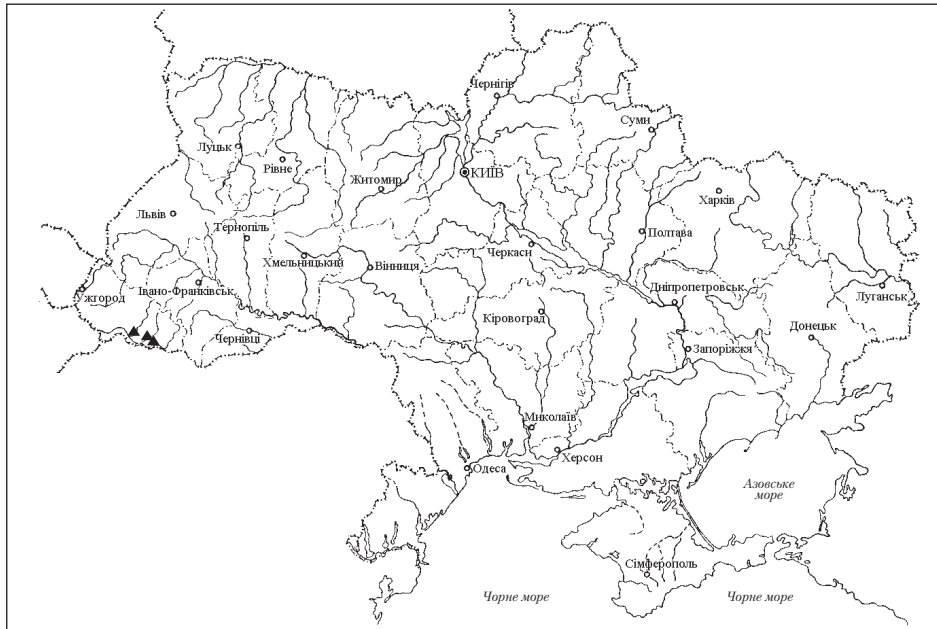 Чернігів
Суми
Луцьк
Рівне
КИЇВ
Житомир
Харків
Львів
Тернопіль
Полтава
Черкаси
Хмельницький
Вінниця
Ужгород
Івано-Франківськ
Дніпропетровськ
Луганськ
Кіровоград
Донецьк
Чернівці
Запоріжжя
Миколаїв
Херсон
Одеса
Азовське
море
Сімферополь
Чорне море
Чорне море